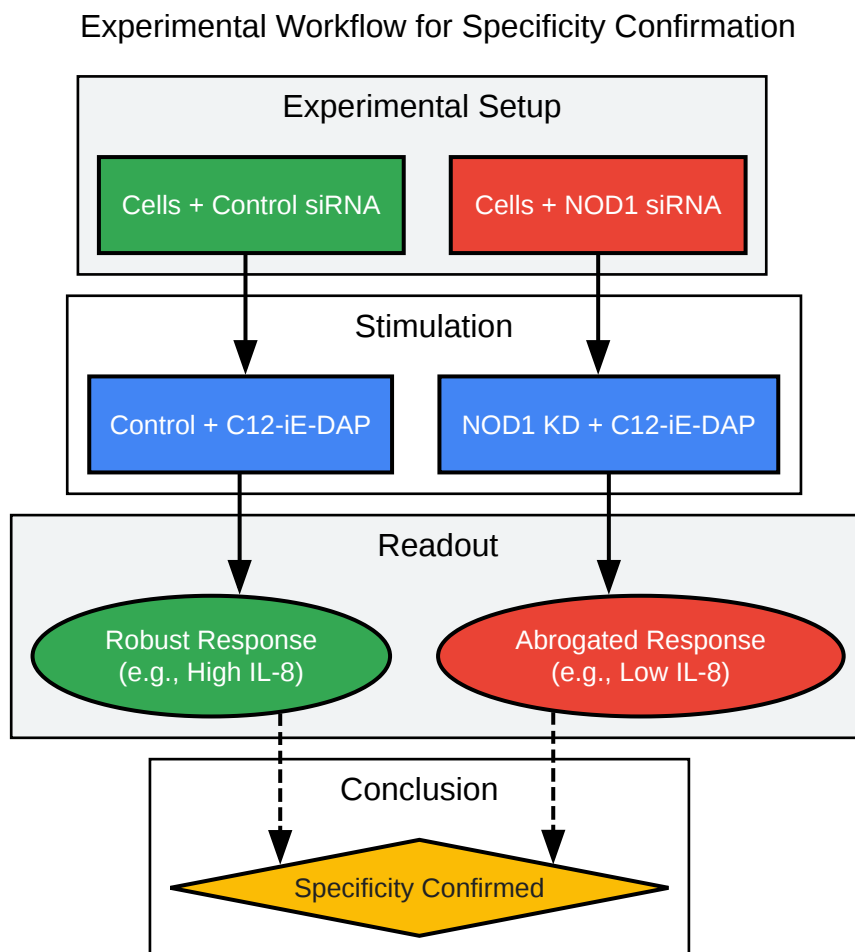 Experimental Workflow for Specificity Confirmation
Experimental Setup
Cells + Control siRNA
Cells + NOD1 siRNA
Stimulation
Control + C12-iE-DAP
NOD1 KD + C12-iE-DAP
Readout
Robust Response
(e.g., High IL-8)
Abrogated Response
(e.g., Low IL-8)
Conclusion
Specificity Confirmed